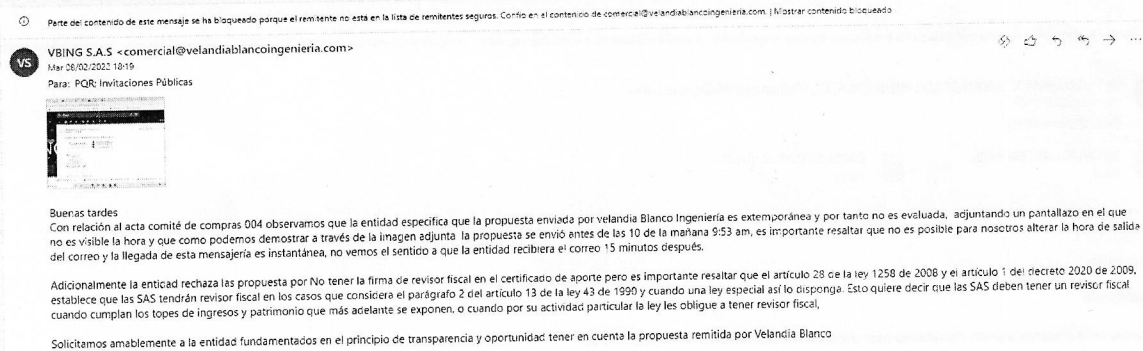 Parte del contenido de este mensaje se ha bloqueado porque el remitente no está en la lista de remitentes seguros. Confío en el contenido de comercial@velandiablancoingenieria.com. | Mostrar contenido bloqueado
VS
VBING S.A.S <comercial@velandiablancoingenieria.com>
Mar 08/02/2022 18:19
Para: PQR; Invitaciones Públicas
Buenas tardes
Con relación al acta comité de compras 004 observamos que la entidad especifica que la propuesta enviada por velandia Blanco Ingeniería es extemporánea y por tanto no es evaluada, adjuntando un pantallazo en el que
no es visible la hora y que como podemos demostrar a través de la imagen adjunta la propuesta se envió antes de las 10 de la mañana 9:53 am, es importante resaltar que no es posible para nosotros alterar la hora de salida
del correo y la llegada de esta mensajería es instantánea, no vemos el sentido a que la entidad recibiera el correo 15 minutos después.
Adicionalmente la entidad rechaza las propuesta por No tener la firma de revisor fiscal en el certificado de aporte pero es importante resaltar que el artículo 28 de la ley 1258 de 2008 y el artículo 1 del decreto 2020 de 2009,
establece que las SAS tendrán revisor fiscal en los casos que considera el parágrafo 2 del artículo 13 de la ley 43 de 1990 y cuando una ley especial así lo disponga. Esto quiere decir que las SAS deben tener un revisor fiscal
cuando cumplan los topes de ingresos y patrimonio que más adelante se exponen, o cuando por su actividad particular la ley les obligue a tener revisor fiscal,
Solicitamos amablemente a la entidad fundamentados en el principio de transparencia y oportunidad tener en cuenta la propuesta remitida por Velandia Blanco